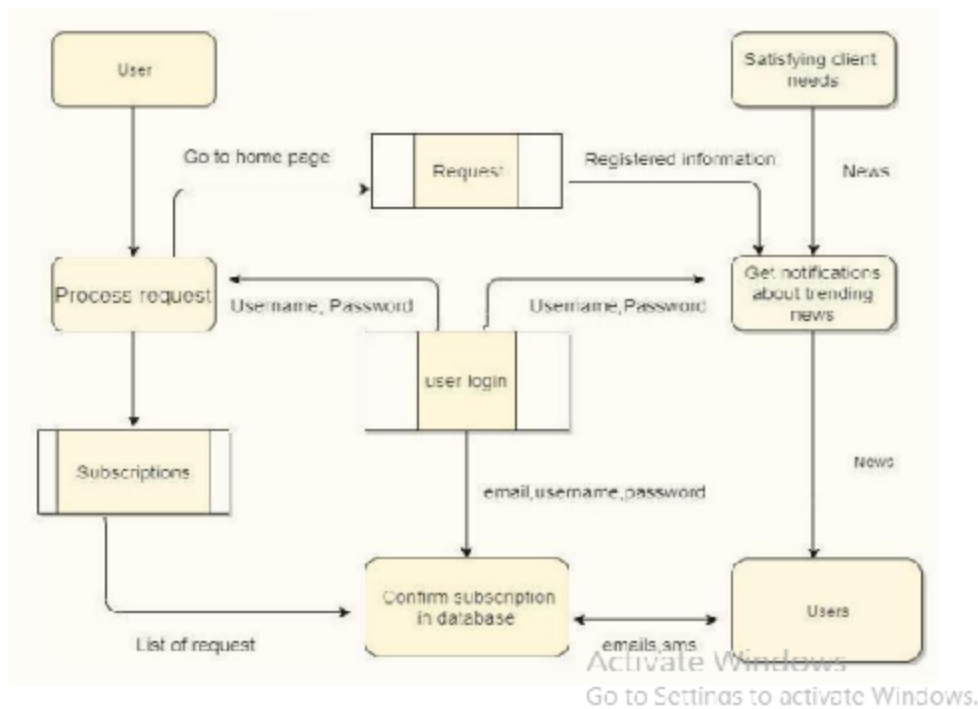 User
Satisfying client
needs
Go to home page
Request
Registered information
News
Process request
Get notifications
about trending
news
Username, Password
Username,Password
user login
Subscriptions
News
email,username,password
Confirm subscription
in database
Users
List of request
emails,sms
Activate Windows
Go to Settings to activate Windows.